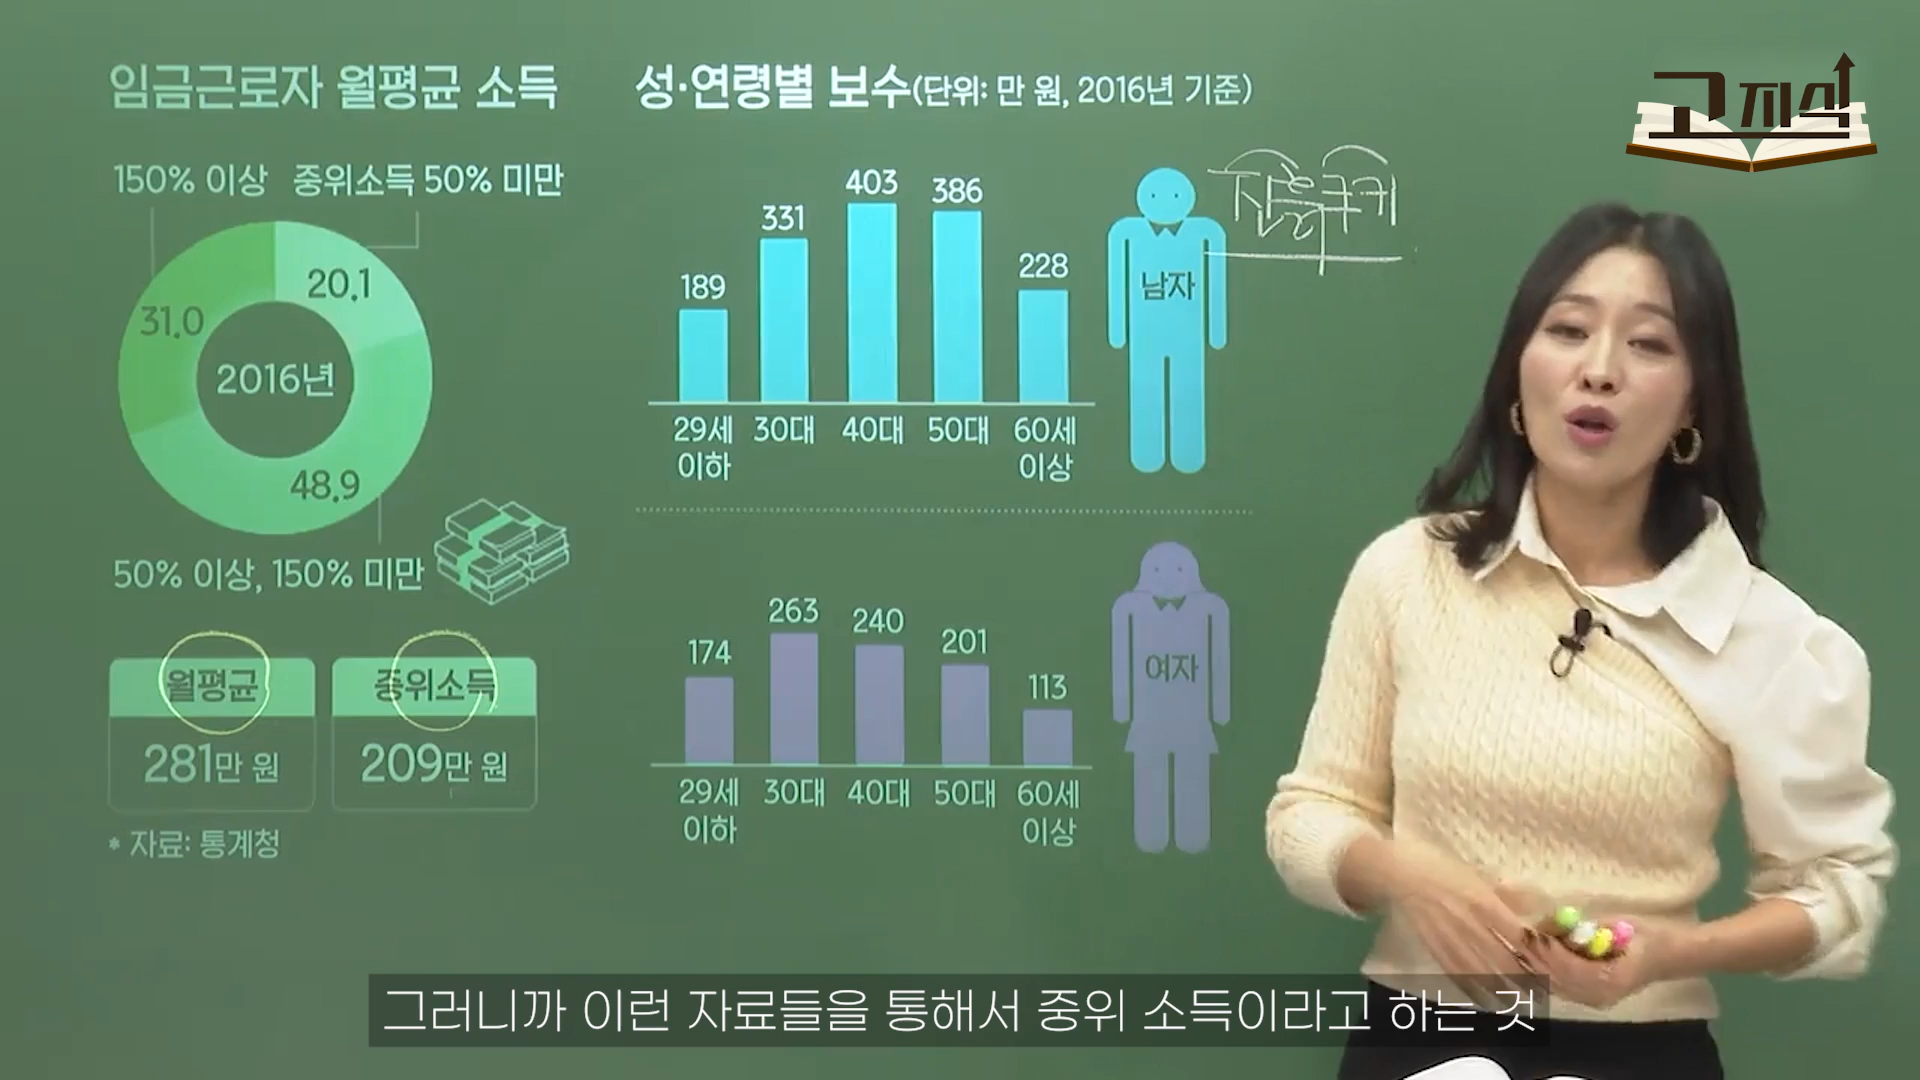 임금근로자 월평균 소득
150% 이상 중위소득 50% 미만
20.1
31.0
2016년
48.9
50% 이상, 150% 미만
월평균
281만 원
중위소득
209만 원
* 자료: 통계청
성·연령별 보수(단위: 만 원, 2016년 기준)
189 331 403 386 228
29세 이하 30대 40대 50대 60세 이상
남자
174 263 240 201 113
29세 이하 30대 40대 50대 60세 이상
여자
고지식
그러니까 이런 자료들을 통해서 중위 소득이라고 하는 것